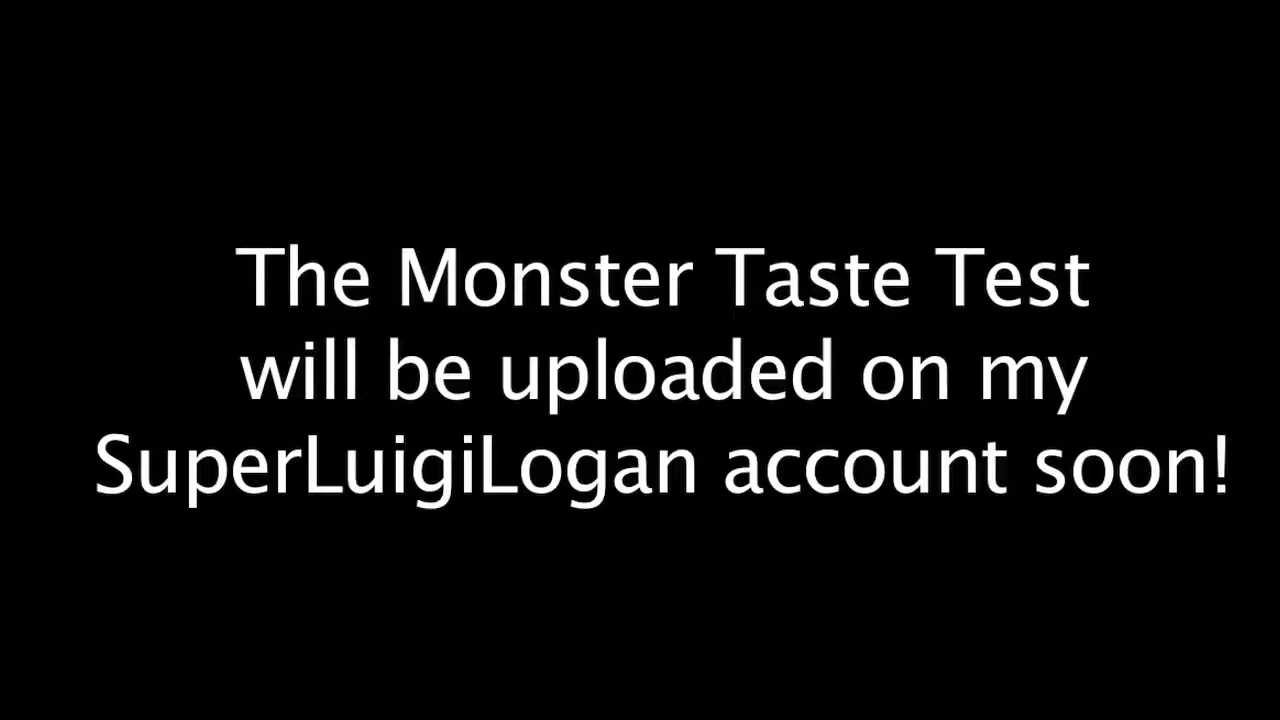 The Monster Taste Test
will be uploaded on my
SuperLuigiLogan account soon!